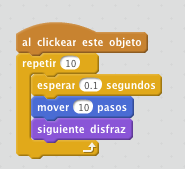 al clickear este objeto
repetir 10
esperar 0.1 segundos
mover 10 pasos
siguiente disfraz